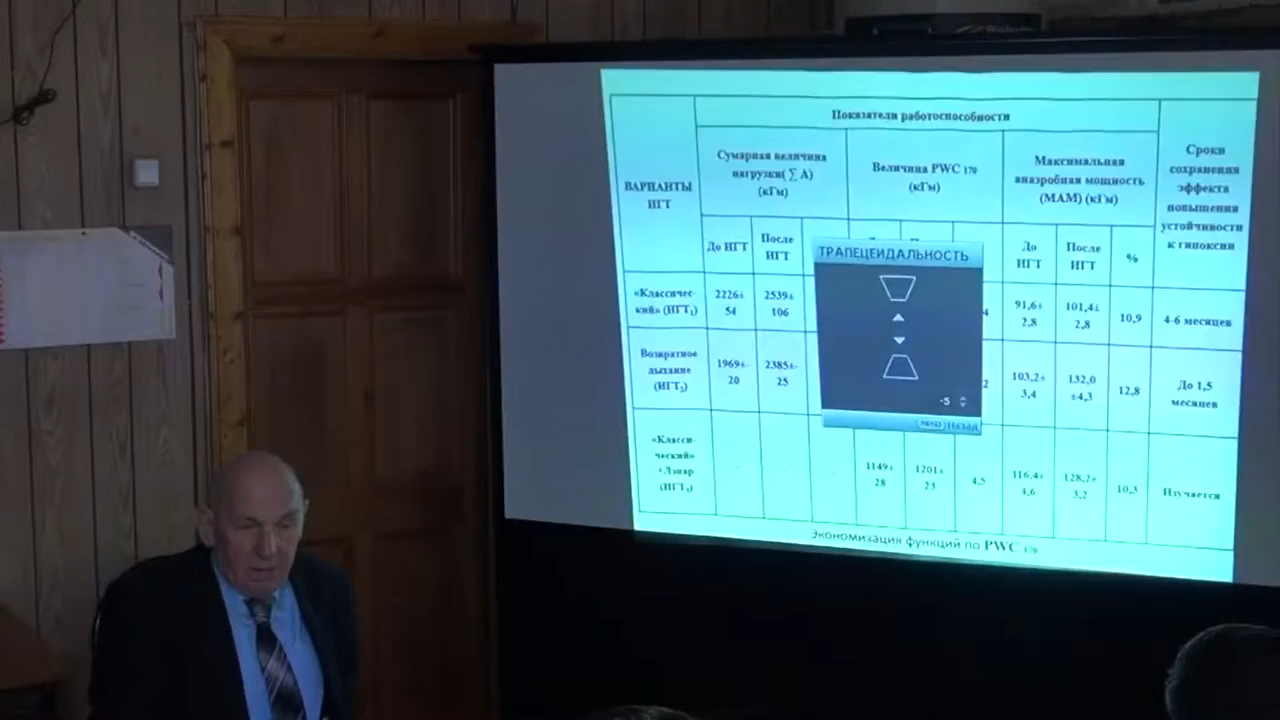 Показатели работоспособности
ВАРИАНТЫ
ИГТ
Сумарная величина
нагрузки( ∑ А)
(кГм)
Величина PWC 170
(кГм)
Максимальная
анаэробная мощность
(МАМ) (кГм)
Сроки
сохранения
эффекта
повышения
устойчивости
к гипоксии
До ИГТ
После
ИГТ
До
ИГТ
После
ИГТ
%
«Классичес-
кий» (ИГТ1)
2226±
54
2539±
106
4
91,6±
2,8
101,4±
2,8
10,9
4-6 месяцев
Возвратное
дыхание
(ИГТ2)
1969±
20
2385±
25
2
103,2±
3,4
132,0
±4,3
12,8
До 1,5
месяцев
«Класси-
ческий»
1149±
28
1201±
23
4,5
116,4±
4,6
128,2±
3,2
10,3
Изучается
Экономизация функций по PWC 170
ТРАПЕЦЕИДАЛЬНОСТЬ
-5
MENU Назад